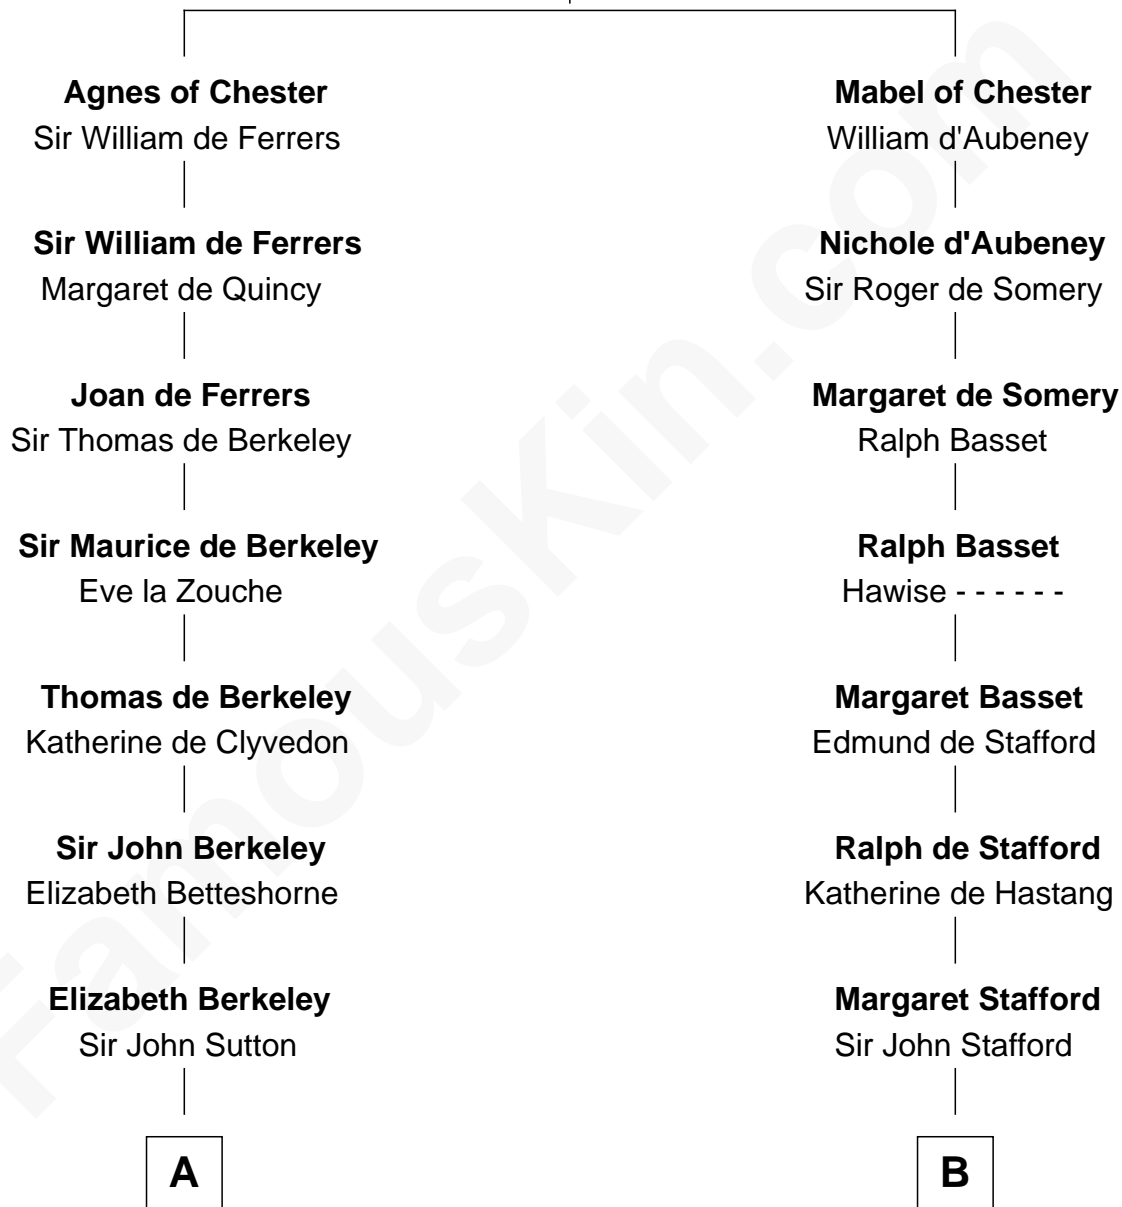 Agnes of Chester
Sir William de Ferrers
Mabel of Chester
William d'Aubeney
Sir William de Ferrers
Margaret de Quincy
Nichole d'Aubeney
Sir Roger de Somery
Joan de Ferrers
Sir Thomas de Berkeley
Margaret de Somery
Ralph Basset
Sir Maurice de Berkeley
Eve la Zouche
Ralph Basset
Hawise - - - - - -
Thomas de Berkeley
Katherine de Clyvedon
Margaret Basset
Edmund de Stafford
Sir John Berkeley
Elizabeth Betteshorne
Ralph de Stafford
Katherine de Hastang
Elizabeth Berkeley
Sir John Sutton
Margaret Stafford
Sir John Stafford
A
B
FamousKin.com